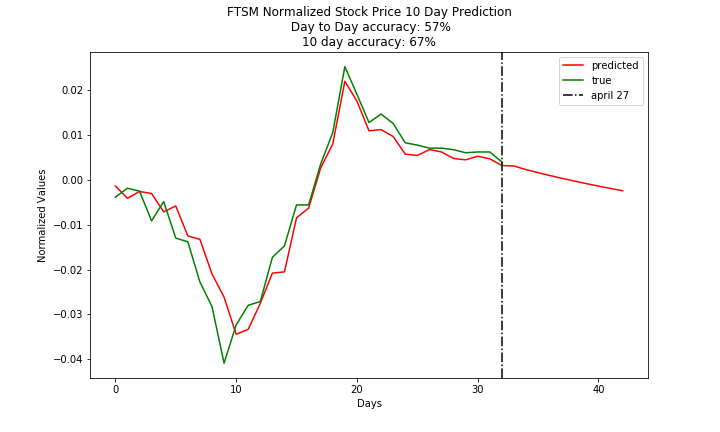 FTSM Normalized Stock Price 10 Day Prediction
Day to Day accuracy: 57%
10 day accuracy: 67%
predicted
true
april 27
Normalized Values
0.02
0.01
0.00
−0.01
−0.02
−0.03
−0.04
0 10 20 30 40
Days